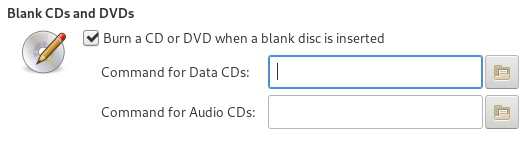 Blank CDs and DVDs
Burn a CD or DVD when a blank disc is inserted
Command for Data CDs:
Command for Audio CDs: